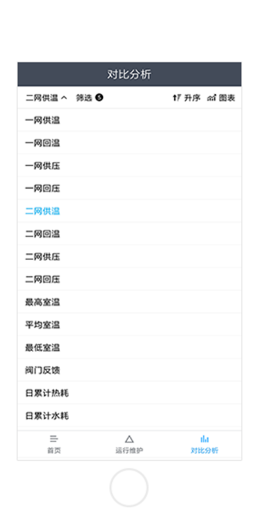 对比分析
二网供温 筛选 5 升序 图表
一网供温
一网回温
一网供压
一网回压
二网供温
二网回温
二网供压
二网回压
最高室温
平均室温
最低室温
阀门反馈
日累计热耗
日累计水耗
首页 运行维护 对比分析